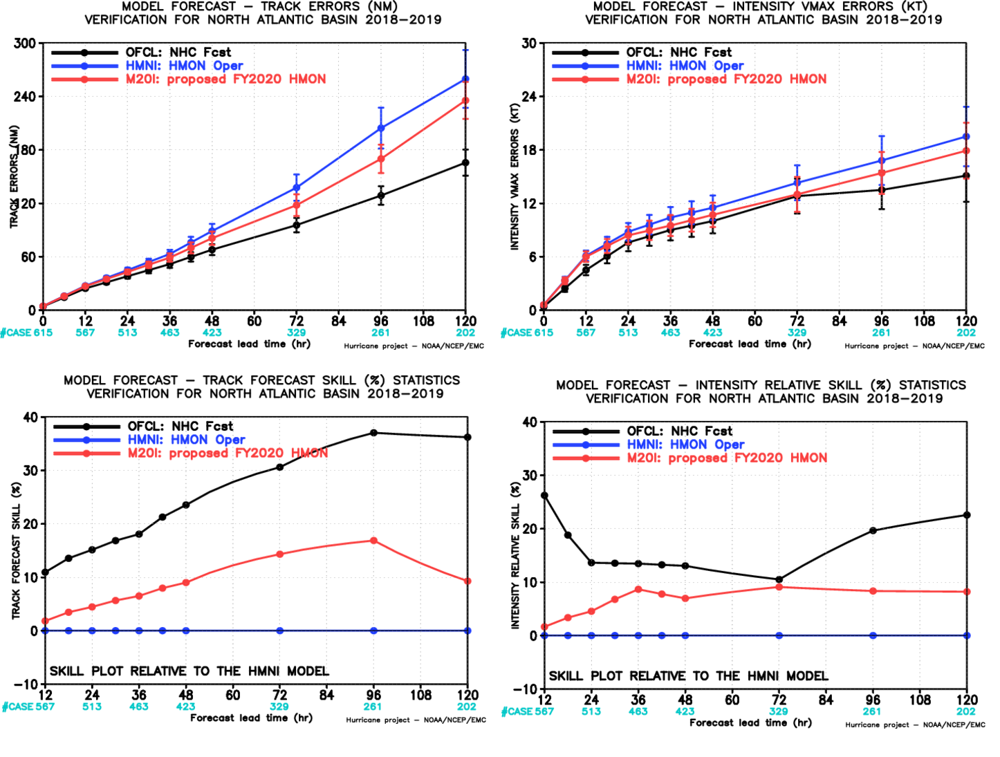 MODEL FORECAST – TRACK ERRORS (NM)
VERIFICATION FOR NORTH ATLANTIC BASIN 2018–2019
300
240
180
120
60
0
TRACK ERRORS (NM)
OFCL: NHC Fcst
HMNI: HMON Oper
M20I: proposed FY2020 HMON
0 12 24 36 48 60 72 84 96 108 120
#CASE 615 567 513 463 423 329 261 202
Forecast lead time (hr)
Hurricane project – NOAA/NCEP/EMC
MODEL FORECAST – INTENSITY VMAX ERRORS (KT)
VERIFICATION FOR NORTH ATLANTIC BASIN 2018–2019
30
24
18
12
6
0
INTENSITY VMAX ERRORS (KT)
OFCL: NHC Fcst
HMNI: HMON Oper
M20I: proposed FY2020 HMON
0 12 24 36 48 60 72 84 96 108 120
#CASE 615 567 513 463 423 329 261 202
Forecast lead time (hr)
Hurricane project – NOAA/NCEP/EMC
MODEL FORECAST – TRACK FORECAST SKILL (%) STATISTICS
VERIFICATION FOR NORTH ATLANTIC BASIN 2018–2019
40
30
20
10
0
–10
TRACK FORECAST SKILL (%)
OFCL: NHC Fcst
HMNI: HMON Oper
M20I: proposed FY2020 HMON
SKILL PLOT RELATIVE TO THE HMNI MODEL
12 24 36 48 60 72 84 96 108 120
#CASE 567 513 463 423 329 261 202
Forecast lead time (hr)
Hurricane project – NOAA/NCEP/EMC
MODEL FORECAST – INTENSITY RELATIVE SKILL (%) STATISTICS
VERIFICATION FOR NORTH ATLANTIC BASIN 2018–2019
40
30
20
10
0
–10
INTENSITY RELATIVE SKILL (%)
OFCL: NHC Fcst
HMNI: HMON Oper
M20I: proposed FY2020 HMON
SKILL PLOT RELATIVE TO THE HMNI MODEL
12 24 36 48 60 72 84 96 108 120
#CASE 567 513 463 423 329 261 202
Forecast lead time (hr)
Hurricane project – NOAA/NCEP/EMC